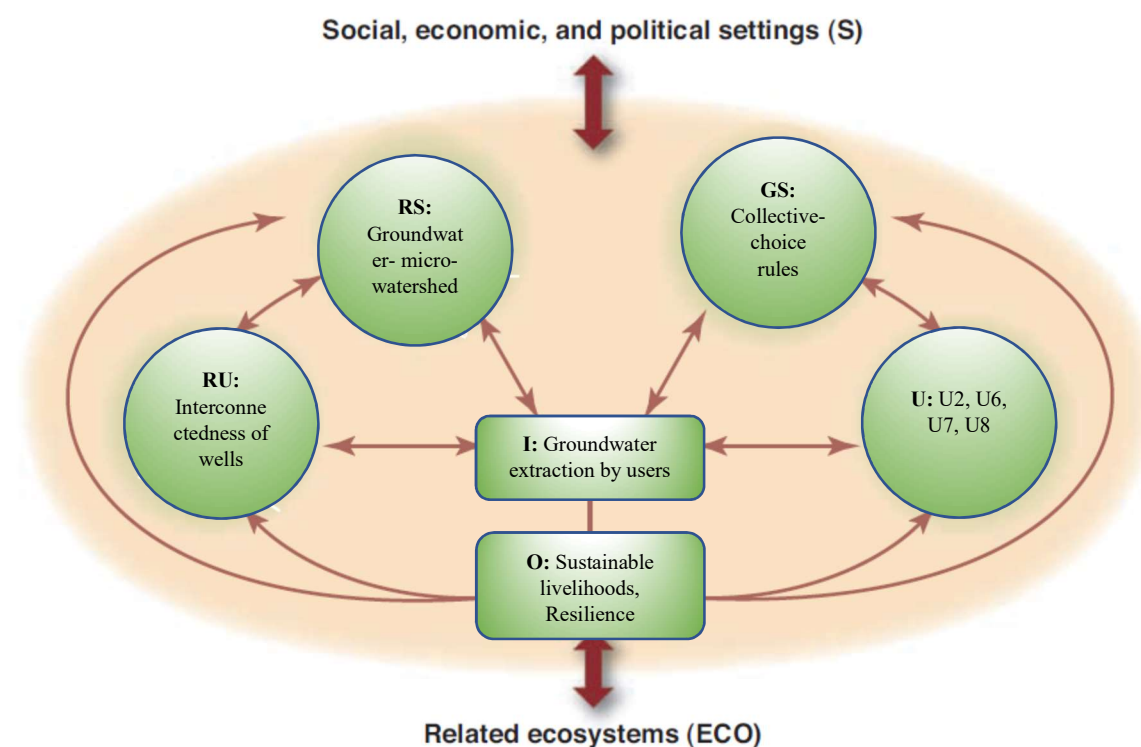 Social, economic, and political settings (S)
RS:
Groundwat
er- micro-
watershed
GS:
Collective-
choice
rules
RU:
Interconne
ctedness of
wells
I: Groundwater
extraction by users
U: U2, U6,
U7, U8
O: Sustainable
livelihoods,
Resilience
Related ecosystems (ECO)